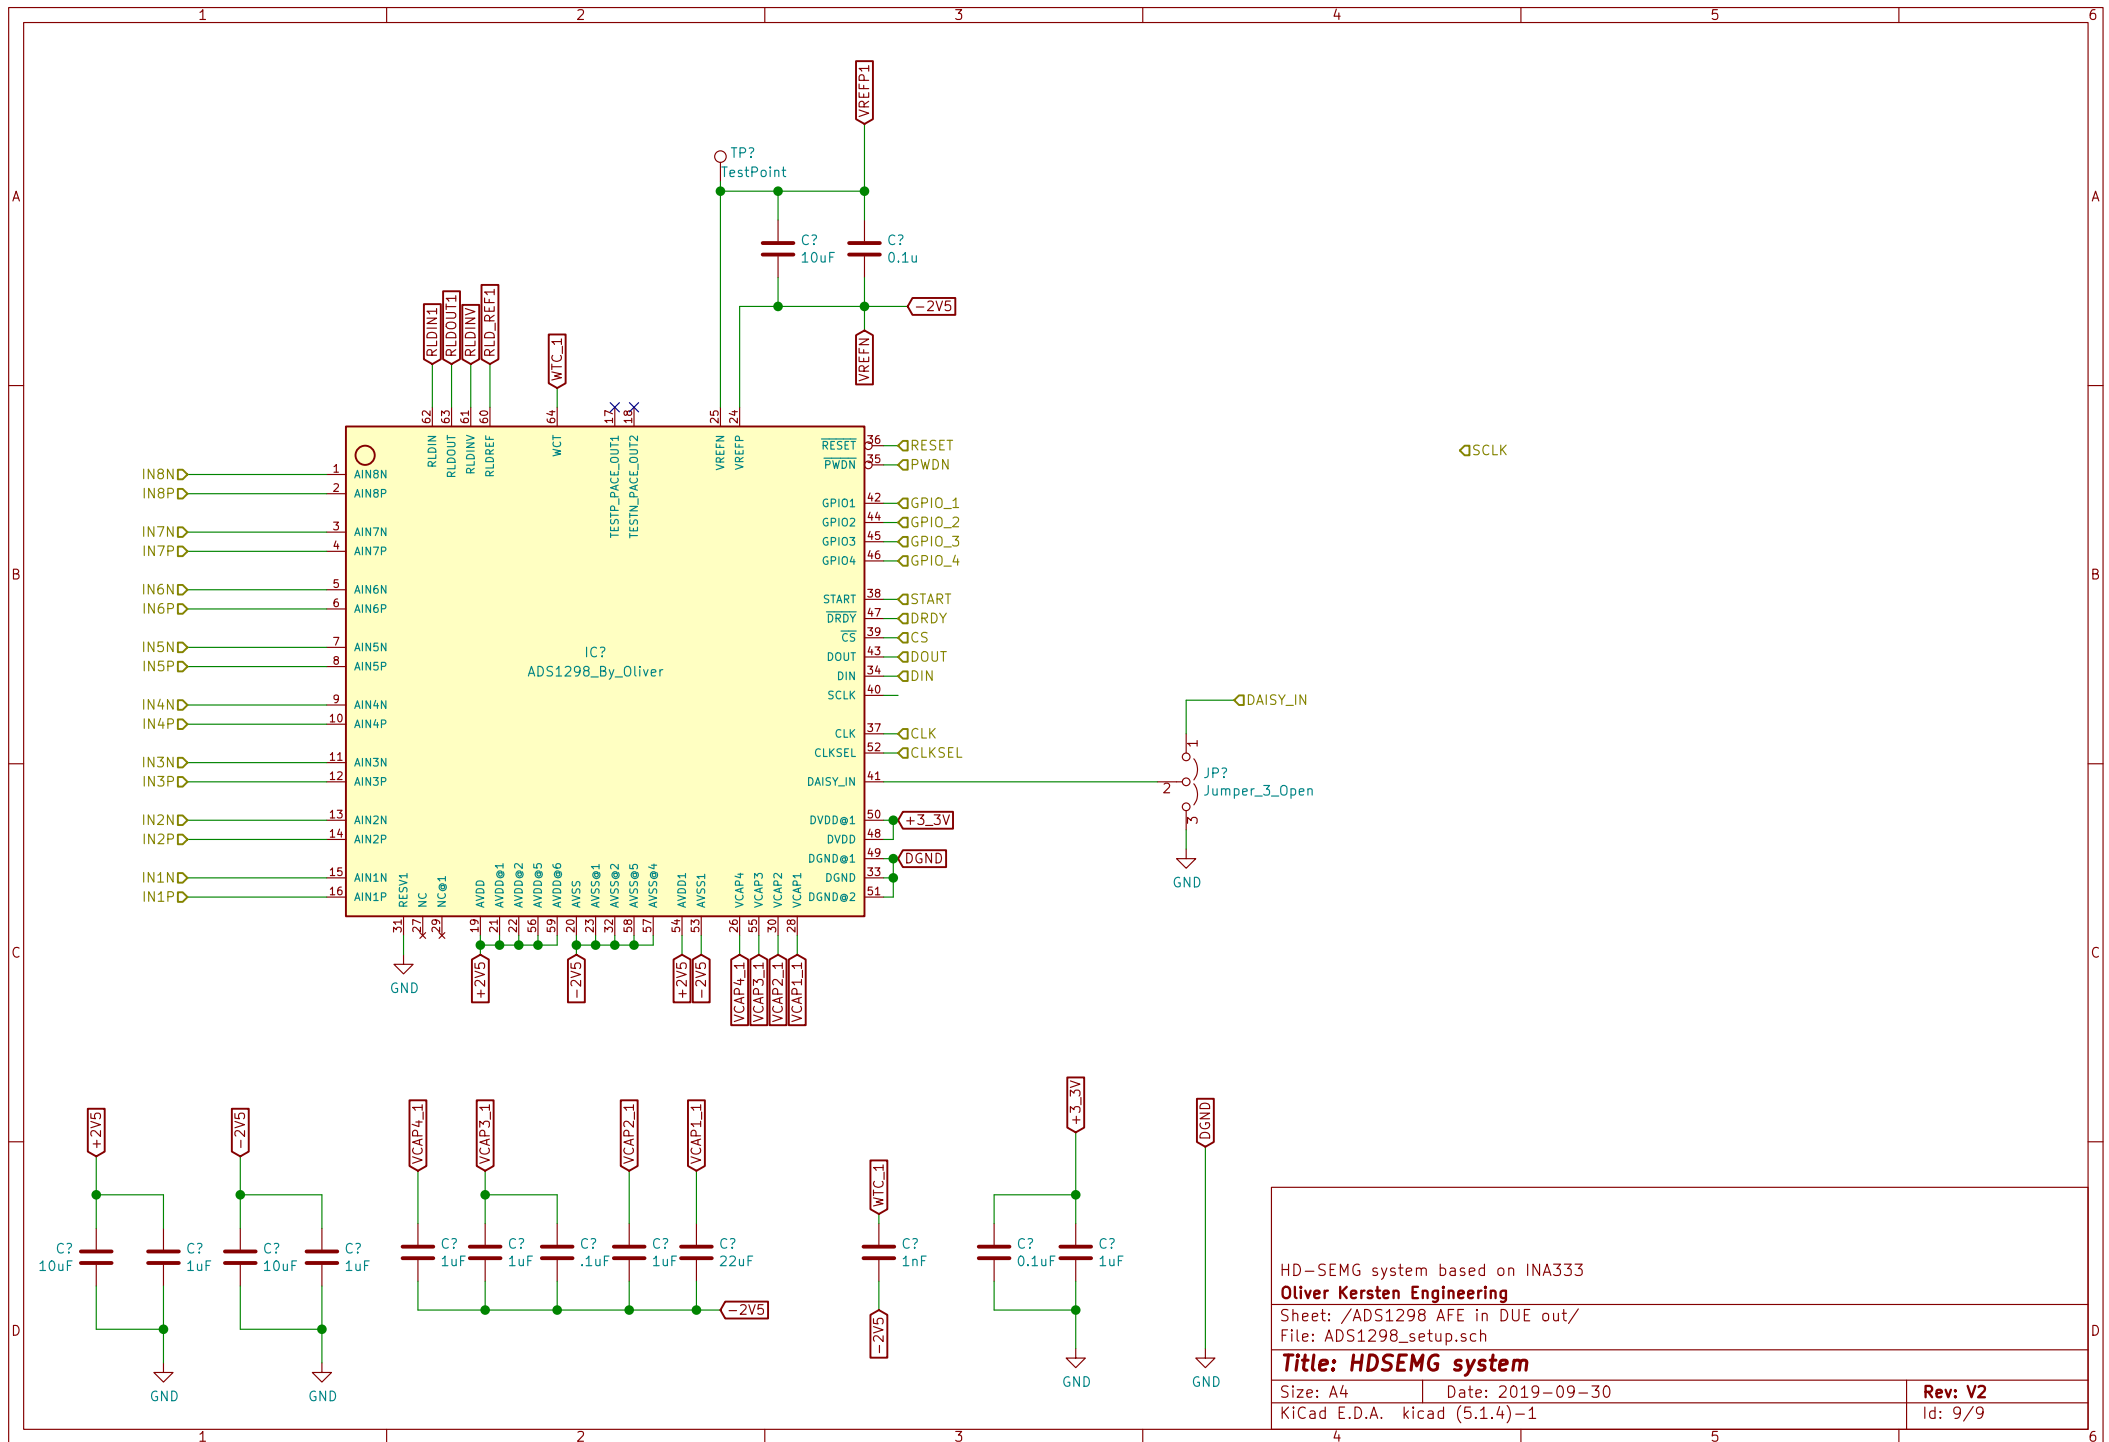 1 2 3 4 5 6
A A
B B
C C
D D
VREFP1
TP?
TestPoint
C?
10uF
C?
0.1u
-2V5
VREFN
RLDIN1
RLDOUT1
RLDINV
RLD_REF1
WTC_1
62 63 61 60 64 17 18 25 24
RLDIN
RLDOUT
RLDINV
RLDREF
WCT
TESTP_PACE_OUT1
TESTN_PACE_OUT2
VREFN
VREFP
IN8N 1 AIN8N
IN8P 2 AIN8P
IN7N 3 AIN7N
IN7P 4 AIN7P
IN6N 5 AIN6N
IN6P 6 AIN6P
IN5N 7 AIN5N
IN5P 8 AIN5P
IN4N 9 AIN4N
IN4P 10 AIN4P
IN3N 11 AIN3N
IN3P 12 AIN3P
IN2N 13 AIN2N
IN2P 14 AIN2P
IN1N 15 AIN1N
IN1P 16 AIN1P
IC?
ADS1298_By_Oliver
RESET 36 RESET
PWDN 35 PWDN
GPIO1 42 GPIO_1
GPIO2 44 GPIO_2
GPIO3 45 GPIO_3
GPIO4 46 GPIO_4
START 38 START
DRDY 47 DRDY
CS 39 CS
DOUT 43 DOUT
DIN 34 DIN
SCLK 40
CLK 37 CLK
CLKSEL 52 CLKSEL
DAISY_IN 41
DVDD@1 50 +3_3V
DVDD 48
DGND@1 49 DGND
DGND 33
DGND@2 51
SCLK
DAISY_IN
1
2
3
JP?
Jumper_3_Open
GND
RESV1
NC
NC@1
AVDD
AVDD@1
AVDD@2
AVDD@5
AVDD@6
AVSS
AVSS@1
AVSS@2
AVSS@5
AVSS@4
AVDD1
AVSS1
VCAP4
VCAP3
VCAP2
VCAP1
31 27 29 19 21 22 56 59 20 23 32 58 57 54 53 26 55 30 28
GND
+2V5
-2V5
+2V5
-2V5
VCAP4_1
VCAP3_1
VCAP2_1
VCAP1_1
+2V5
C?
10uF
C?
1uF
GND
-2V5
C?
10uF
C?
1uF
GND
VCAP4_1
C?
1uF
VCAP3_1
C?
1uF
C?
.1uF
VCAP2_1
C?
1uF
VCAP1_1
C?
22uF
-2V5
WTC_1
C?
1nF
-2V5
+3_3V
C?
0.1uF
C?
1uF
GND
DGND
GND
HD-SEMG system based on INA333
Oliver Kersten Engineering
Sheet: /ADS1298 AFE in DUE out/
File: ADS1298_setup.sch
Title: HDSEMG system
Size: A4 Date: 2019-09-30 Rev: V2
KiCad E.D.A. kicad (5.1.4)-1 Id: 9/9
1 2 3 4 5 6